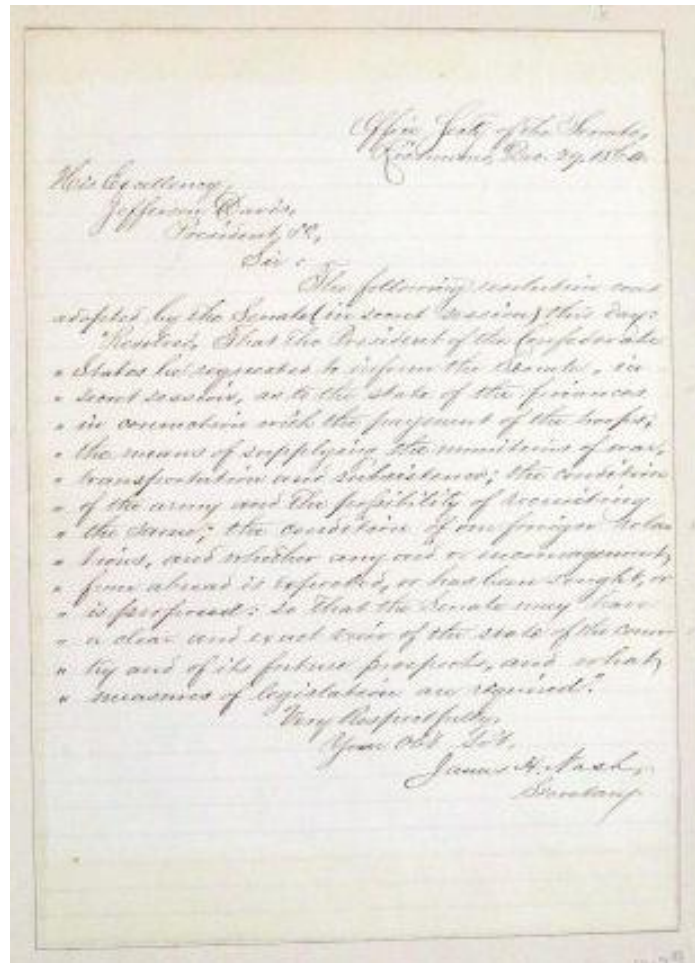 Office Sec'ty of the Senate,
Richmond, Dec. 29, 1864.
His Excellency,
Jefferson Davis,
President, &c,
Sir:
The following resolution was
adopted by the Senate (in secret session) this day:
"Resolved, That the President of the Confederate
" States be requested to inform the Senate, in
" secret session, as to the state of the finances
" in connection with the payment of the troops;
" the means of supplying the munitions of war,
" transportation and subsistence; the condition
" of the army and the possibility of recruiting
" the same; the condition of our foreign rela
" tions, and whether any aid or encouragement,
" from abroad is expected, or has been sought, or
" is proposed: so that the Senate may have
" a clear and exact view of the state of the coun
" try and of its future prospects, and what
" measures of legislation are required."
Very Respectfully,
Your Obt. Svt.
James H. Nash,
Secretary